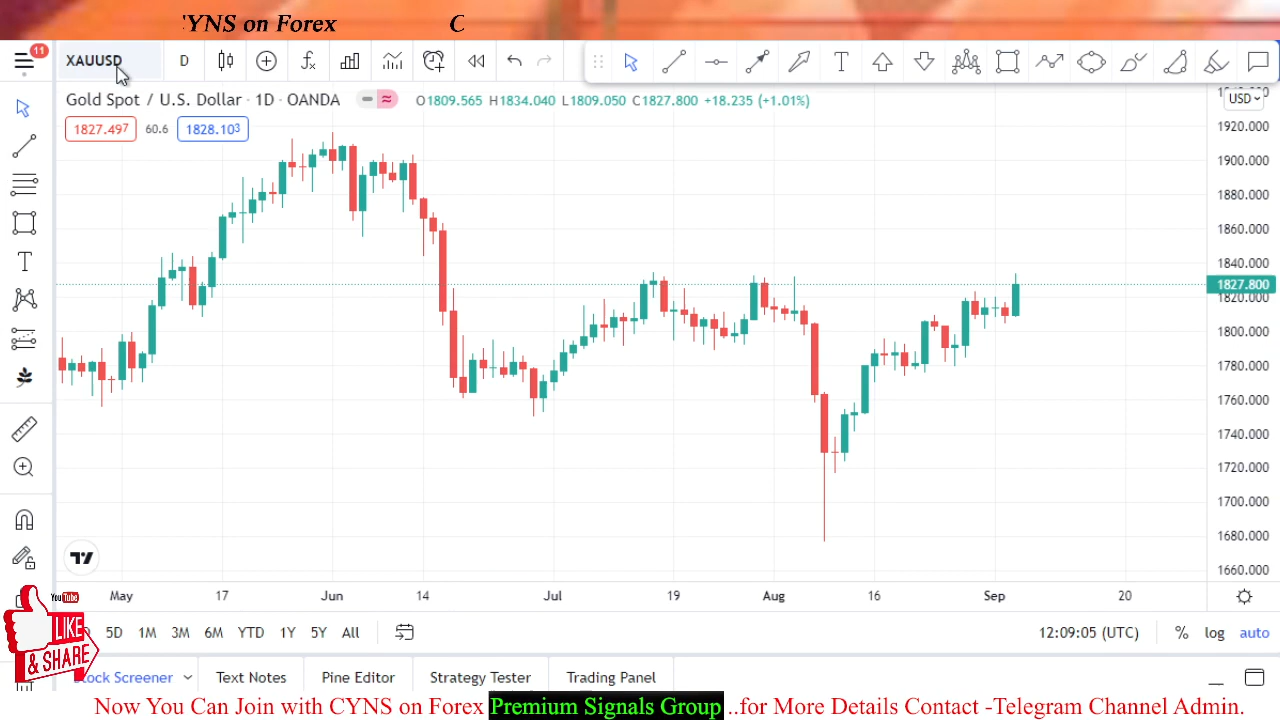 'YNS on Forex C
11
XAUUSD D
Gold Spot / U.S. Dollar · 1D · OANDA O1809.565 H1834.040 L1809.050 C1827.800 +18.235 (+1.01%)
USD
1827.497 60.6 1828.103
1920.000
1900.000
1880.000
1860.000
1840.000
1827.800
1820.000
1800.000
1780.000
1760.000
1740.000
1720.000
1700.000
1680.000
1660.000
May 17 Jun 14 Jul 19 Aug 16 Sep 20
YouTube
LIKE
& SHARE
5D 1M 3M 6M YTD 1Y 5Y All 12:09:05 (UTC) % log auto
tock Screener Text Notes Pine Editor Strategy Tester Trading Panel
Now You Can Join with CYNS on Forex Premium Signals Group ..for More Details Contact -Telegram Channel Admin.